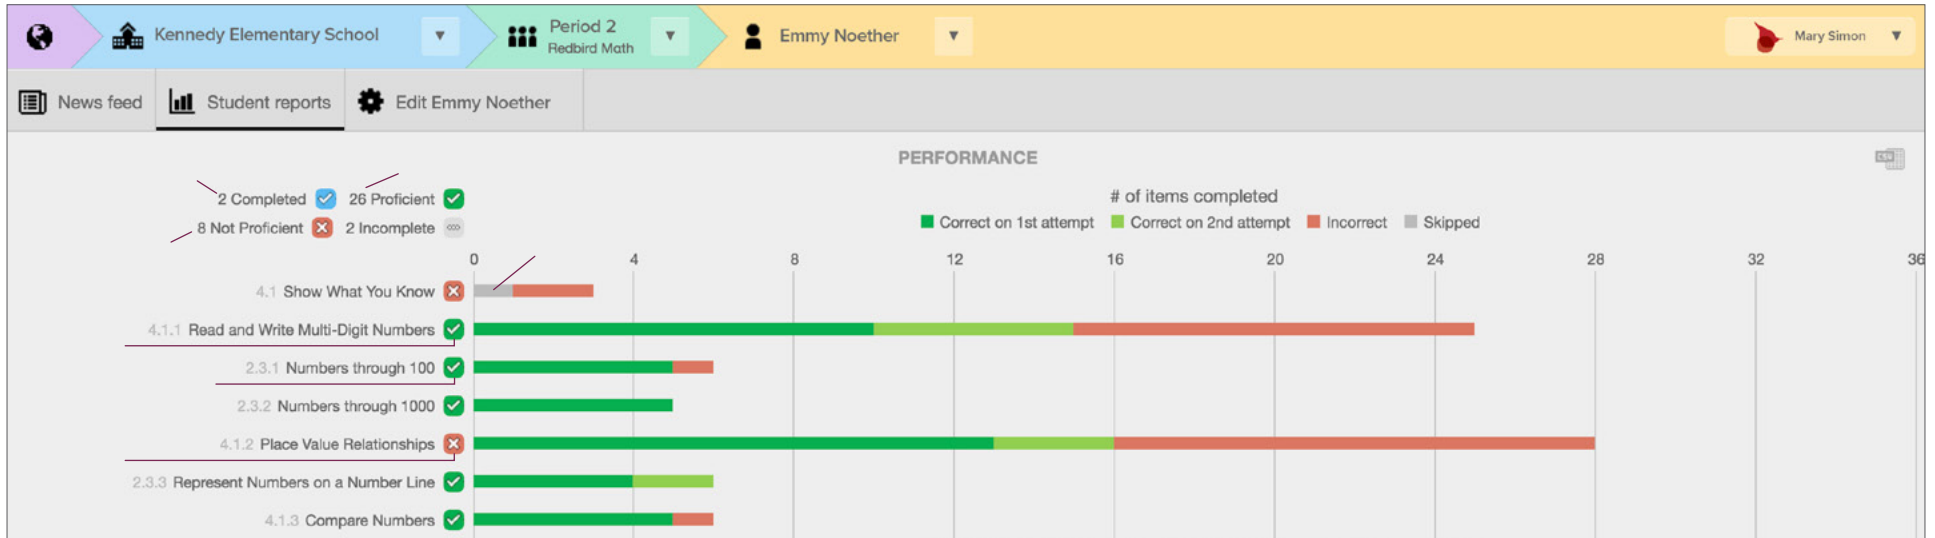 Kennedy Elementary School
Period 2
Redbird Math
Emmy Noether
Mary Simon
News feed
Student reports
Edit Emmy Noether
PERFORMANCE
CSV
2 Completed
26 Proficient
8 Not Proficient
2 Incomplete
# of items completed
Correct on 1st attempt
Correct on 2nd attempt
Incorrect
Skipped
0 4 8 12 16 20 24 28 32 36
4.1 Show What You Know
4.1.1 Read and Write Multi-Digit Numbers
2.3.1 Numbers through 100
2.3.2 Numbers through 1000
4.1.2 Place Value Relationships
2.3.3 Represent Numbers on a Number Line
4.1.3 Compare Numbers